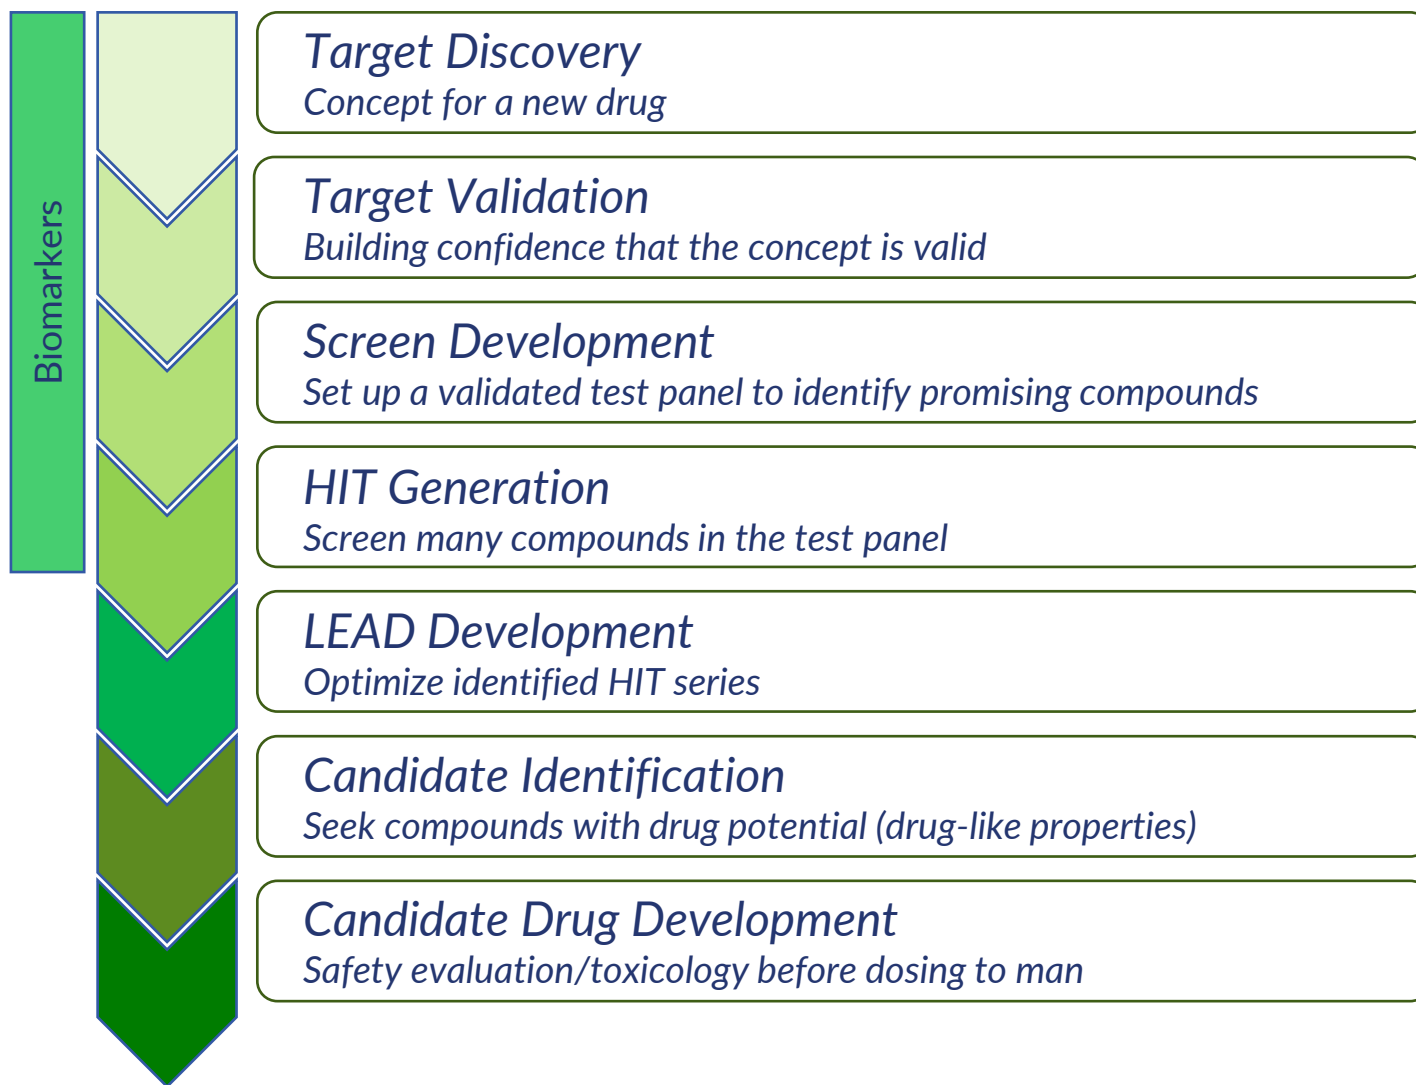 Biomarkers
Target Discovery
Concept for a new drug
Target Validation
Building confidence that the concept is valid
Screen Development
Set up a validated test panel to identify promising compounds
HIT Generation
Screen many compounds in the test panel
LEAD Development
Optimize identified HIT series
Candidate Identification
Seek compounds with drug potential (drug-like properties)
Candidate Drug Development
Safety evaluation/toxicology before dosing to man